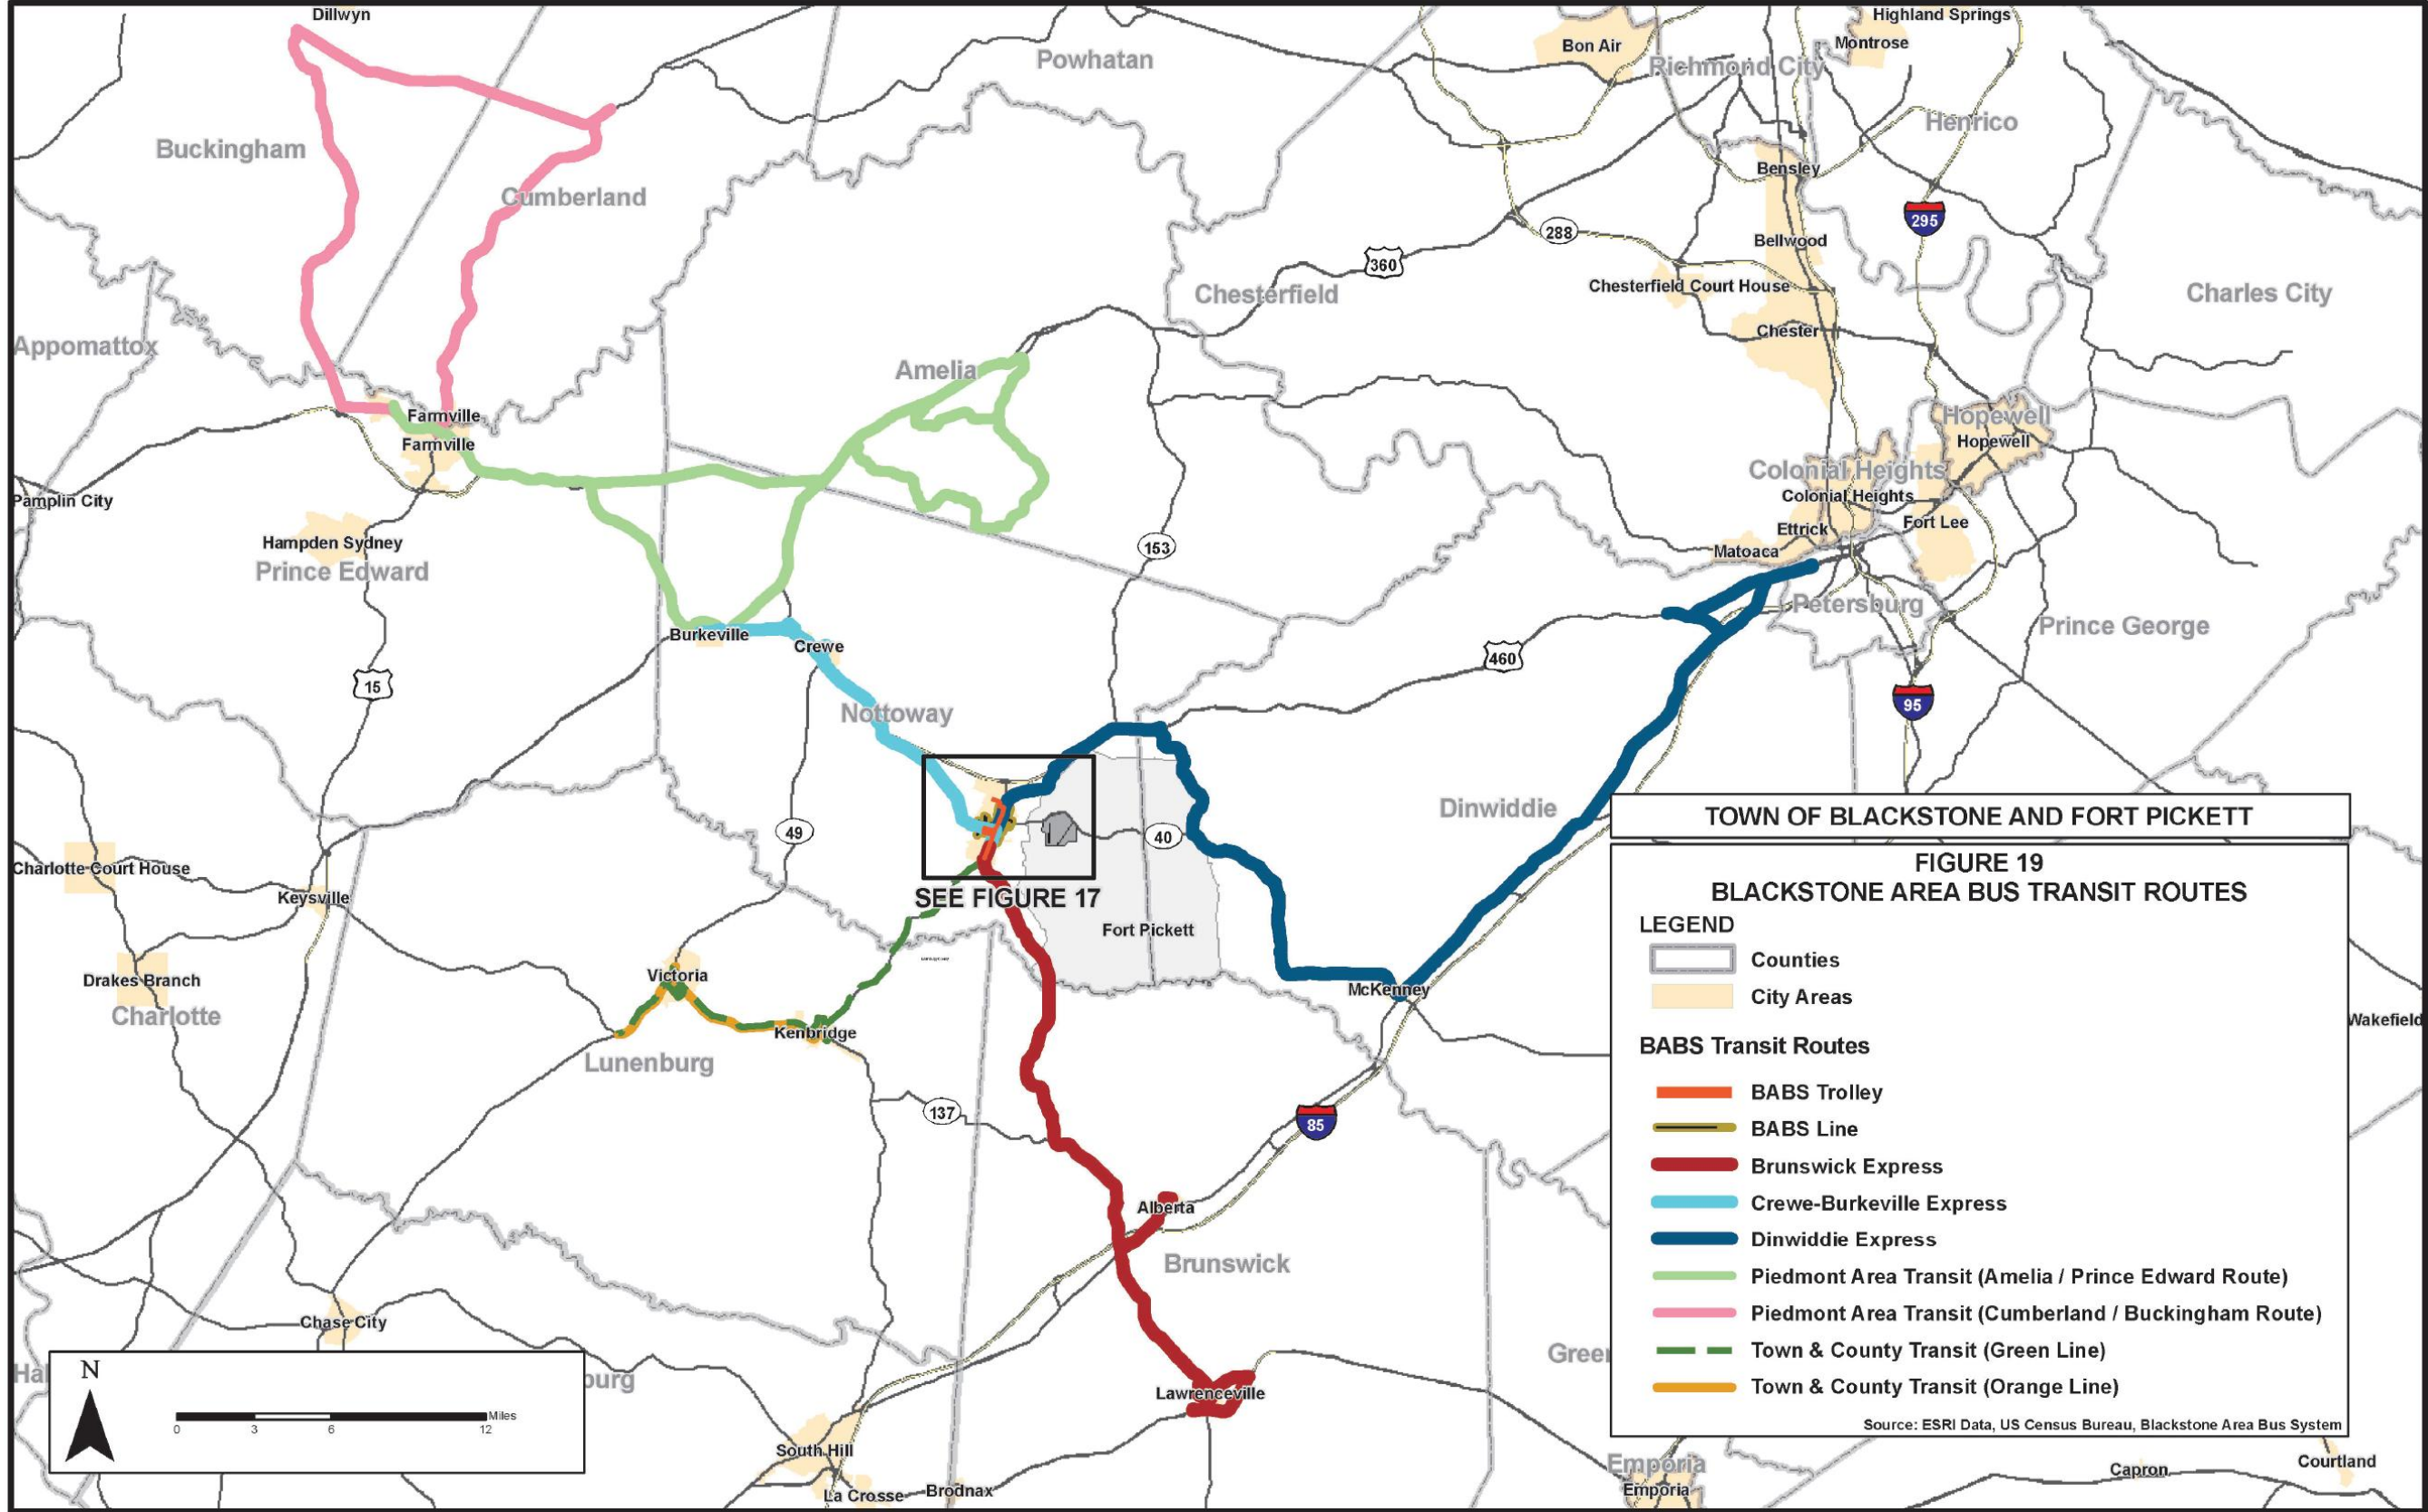 Dillwyn
Highland Springs
Bon Air
Montrose
Powhatan
Richmond City
Henrico
Buckingham
Bensley
Cumberland
295
288
Bellwood
360
Chesterfield Court House
Chesterfield
Charles City
Chester
Appomattox
Amelia
Farmville
Hopewell
Farmville
Hopewell
Colonial Heights
Colonial Heights
Pamplin City
Ettrick
Fort Lee
Hampden Sydney
153
Matoaca
Prince Edward
Petersburg
Burkeville
Prince George
Crewe
460
15
95
Nottoway
Dinwiddie
TOWN OF BLACKSTONE AND FORT PICKETT
49
40
Charlotte Court House
SEE FIGURE 17
Keysville
Fort Pickett
Victoria
Drakes Branch
McKenney
Charlotte
Kenbridge
Wakefield
Lunenburg
137
85
Alberta
Brunswick
Chase City
Lawrenceville
South Hill
La Crosse
Brodnax
Emporia
Emporia
Capron
Courtland
Green
Hal
burg
N
Miles
0 3 6 12
FIGURE 19
BLACKSTONE AREA BUS TRANSIT ROUTES
LEGEND
Counties
City Areas
BABS Transit Routes
BABS Trolley
BABS Line
Brunswick Express
Crewe-Burkeville Express
Dinwiddie Express
Piedmont Area Transit (Amelia / Prince Edward Route)
Piedmont Area Transit (Cumberland / Buckingham Route)
Town & County Transit (Green Line)
Town & County Transit (Orange Line)
Source: ESRI Data, US Census Bureau, Blackstone Area Bus System